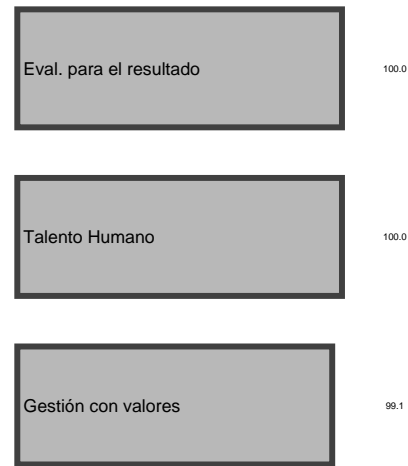 Eval. para el resultado 100.0
Talento Humano 100.0
Gestión con valores 99.1